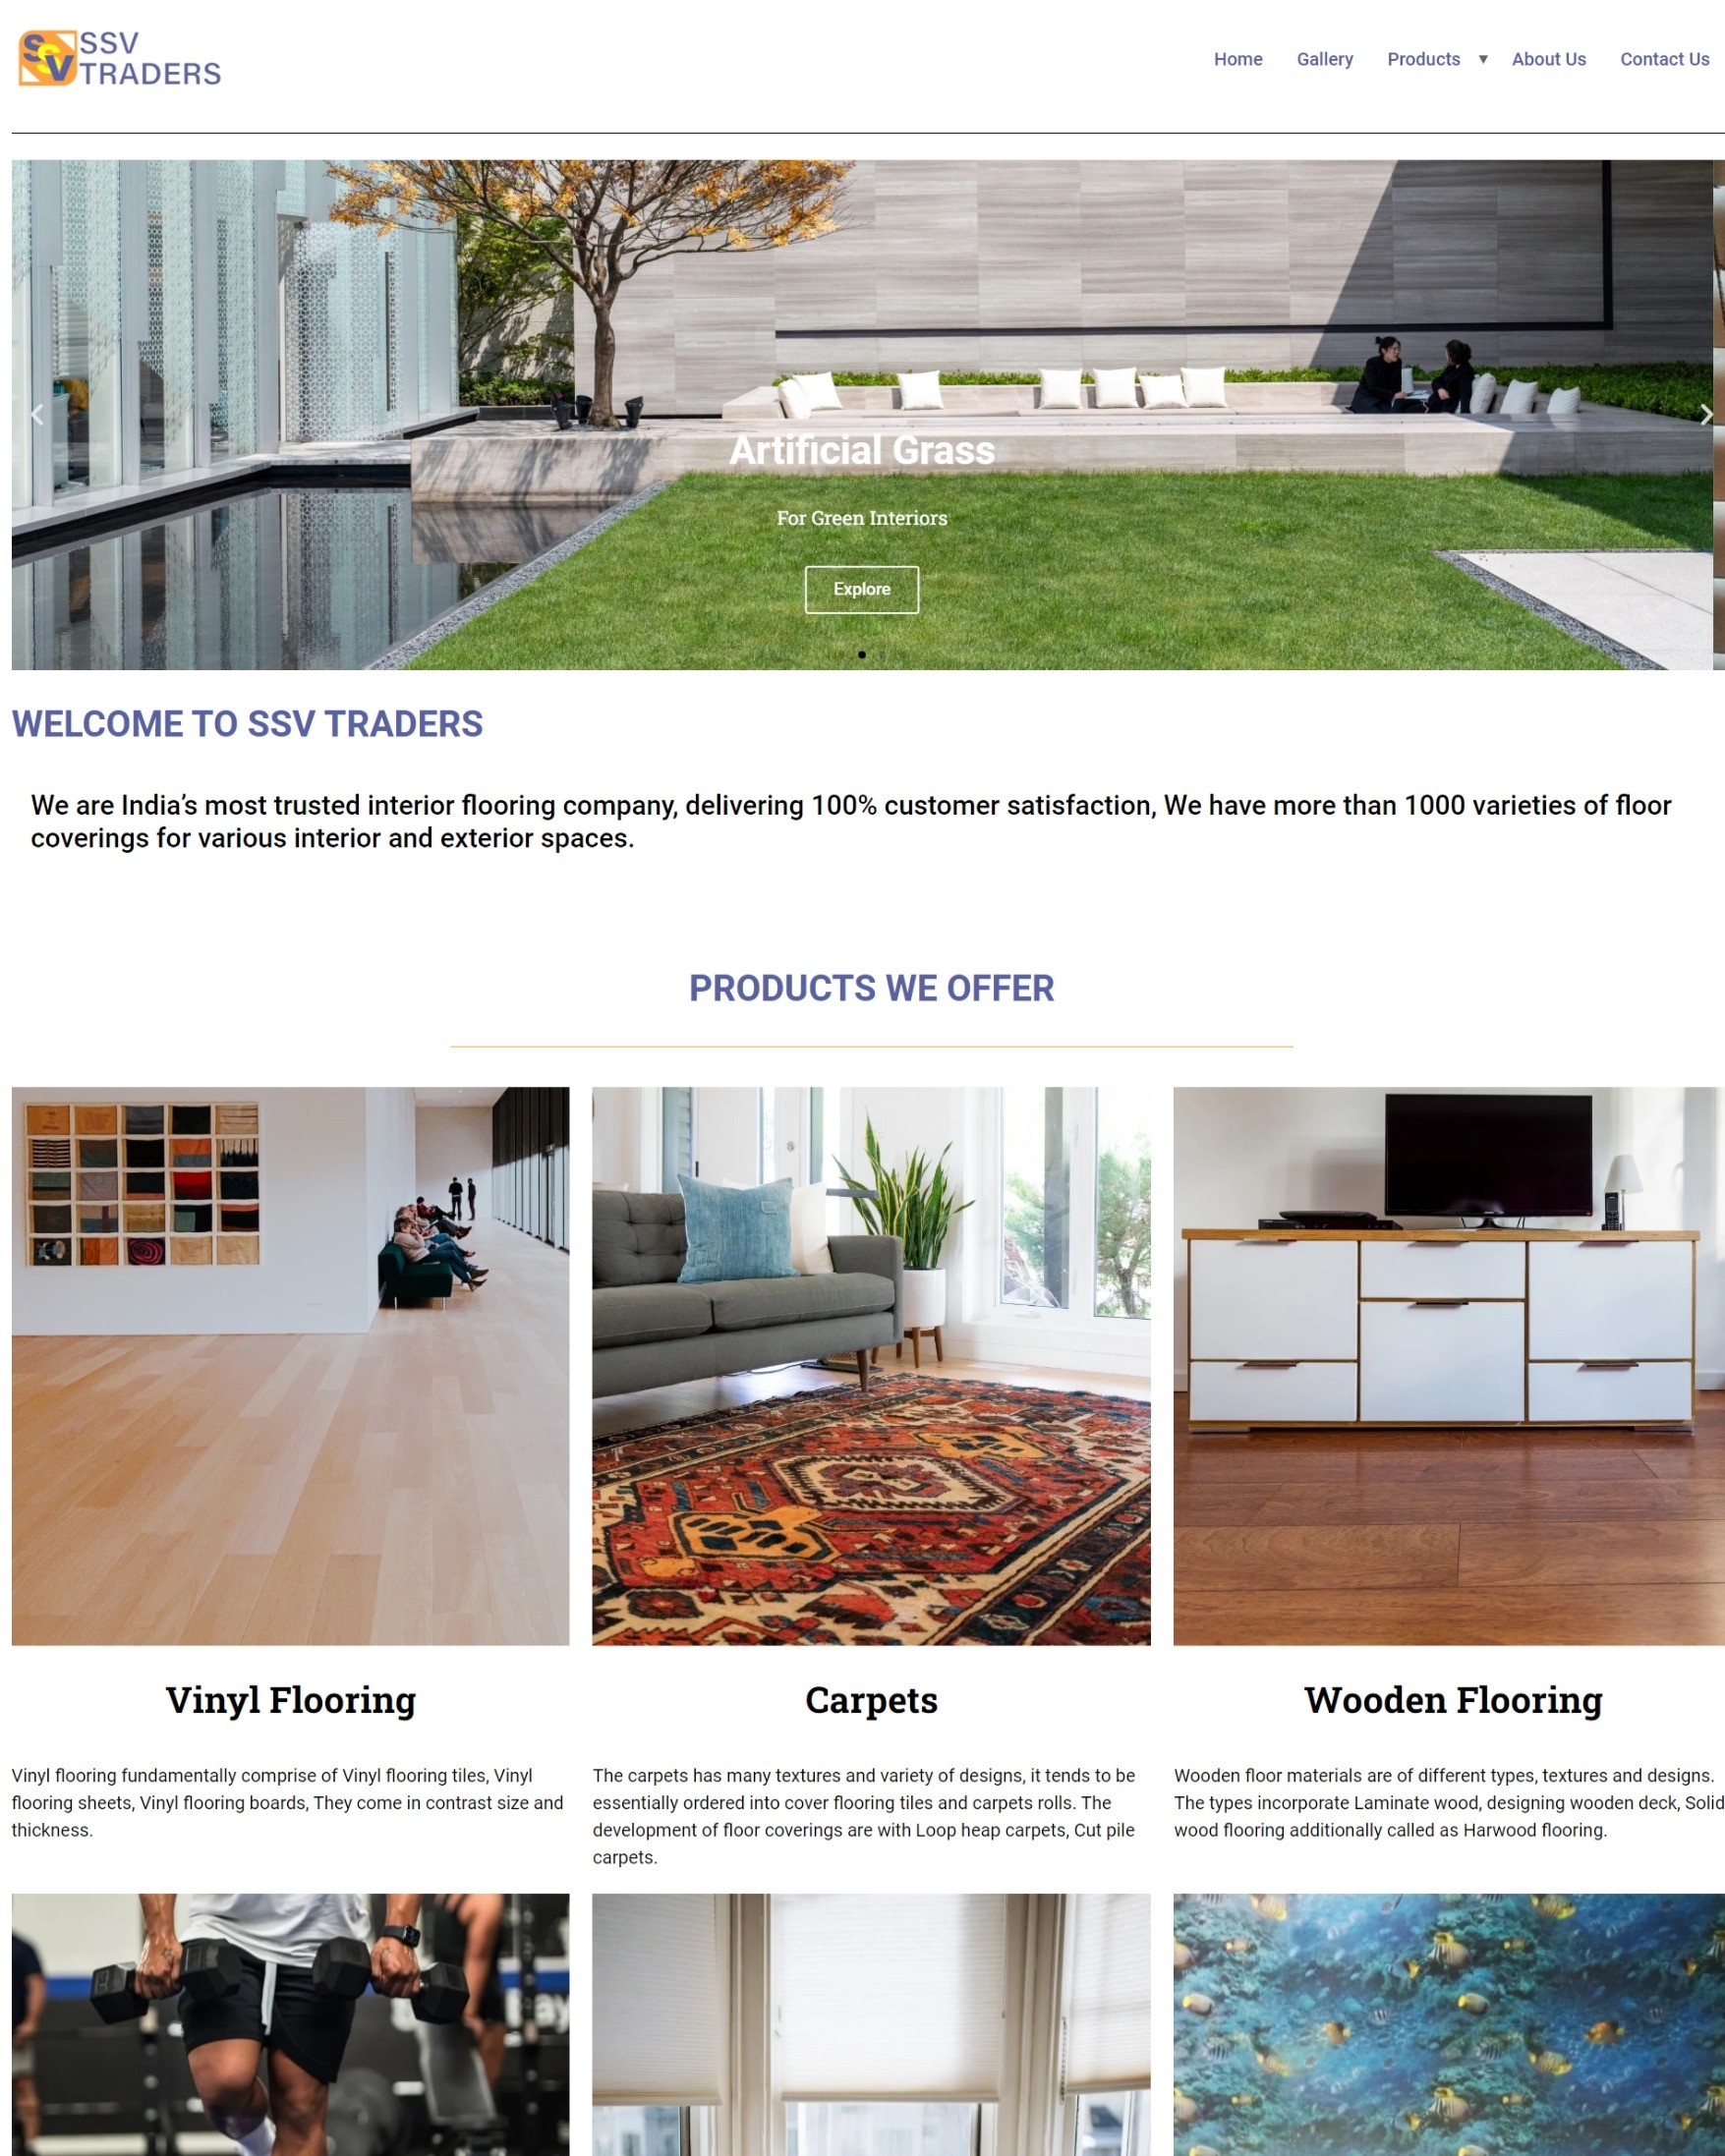 SSV
SSV
TRADERS
Home Gallery Products ▼ About Us Contact Us
Artificial Grass
For Green Interiors
Explore
WELCOME TO SSV TRADERS
We are India’s most trusted interior flooring company, delivering 100% customer satisfaction, We have more than 1000 varieties of floor
coverings for various interior and exterior spaces.
PRODUCTS WE OFFER
Vinyl Flooring
Vinyl flooring fundamentally comprise of Vinyl flooring tiles, Vinyl
flooring sheets, Vinyl flooring boards, They come in contrast size and
thickness.
Carpets
The carpets has many textures and variety of designs, it tends to be
essentially ordered into cover flooring tiles and carpets rolls. The
development of floor coverings are with Loop heap carpets, Cut pile
carpets.
Wooden Flooring
Wooden floor materials are of different types, textures and designs.
The types incorporate Laminate wood, designing wooden deck, Solid
wood flooring additionally called as Harwood flooring.